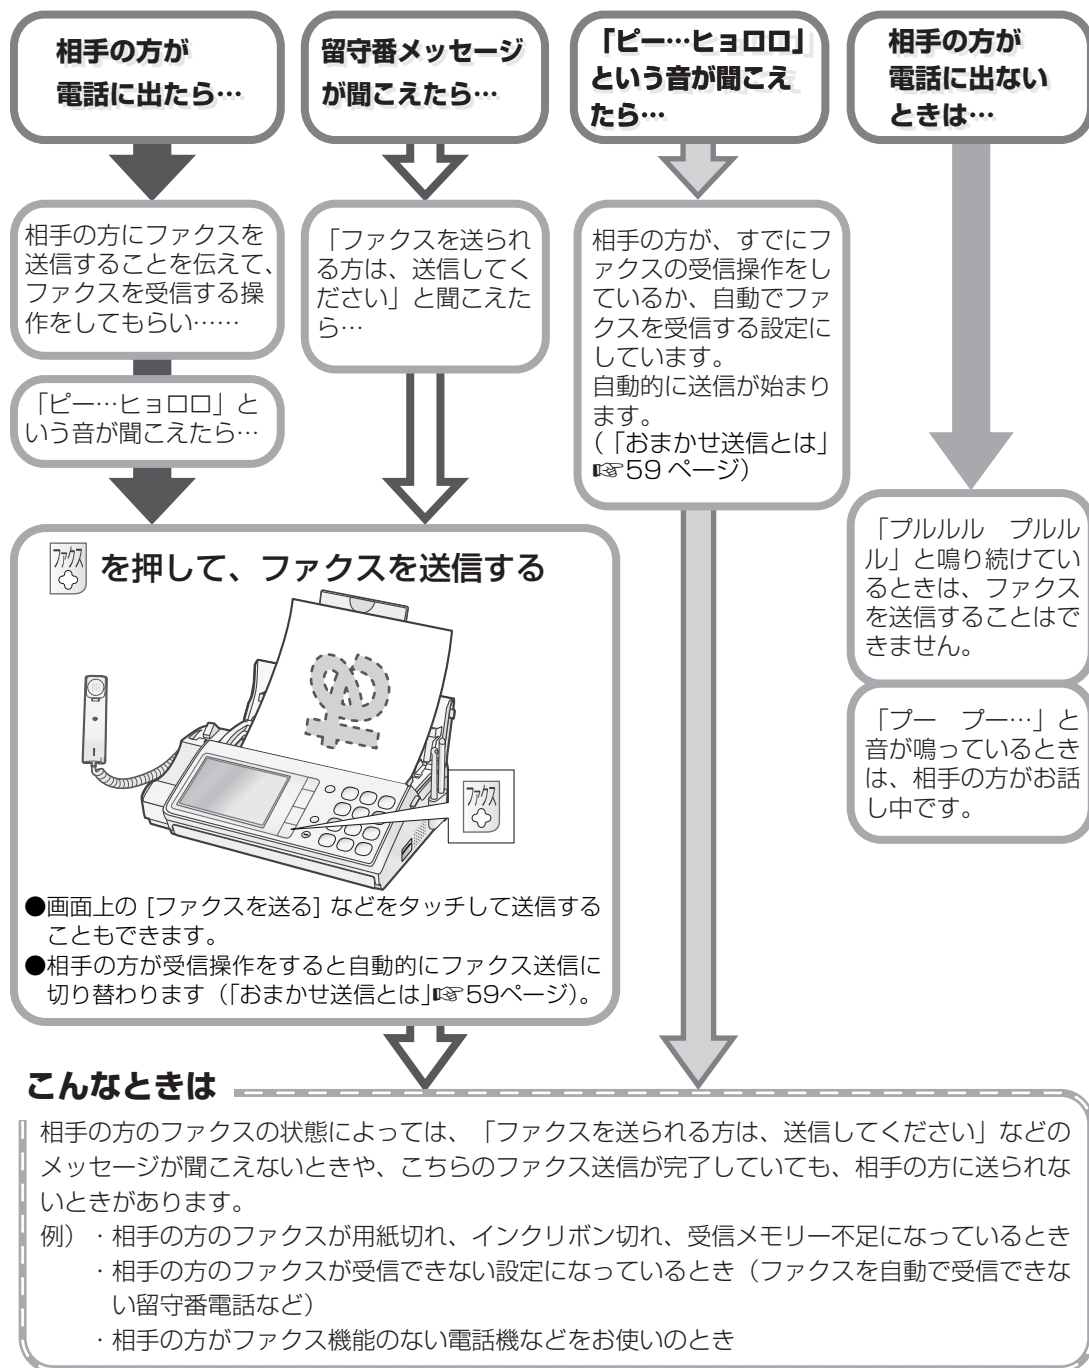 相手の方が
電話に出たら…
留守番メッセージ
が聞こえたら…
「ピー…ヒョロロ」
という音が聞こえ
たら…
相手の方が
電話に出ない
ときは…
相手の方にファクスを
送信することを伝えて、
ファクスを受信する操
作をしてもらい……
「ピー…ヒョロロ」と
いう音が聞こえたら…
「ファクスを送られ
る方は、送信してく
ださい」と聞こえた
ら…
相手の方が、すでにフ
ァクスの受信操作をし
ているか、自動でファ
クスを受信する設定に
しています。
自動的に送信が始まり
ます。
(「おまかせ送信とは」
☞59 ページ)
「プルルル　プルル
ル」と鳴り続けてい
るときは、ファクス
を送信することはで
きません。
「プー　プー…」と
音が鳴っているとき
は、相手の方がお話
し中です。
ファクス を押して、ファクスを送信する
ファクス
●画面上の [ファクスを送る] などをタッチして送信する
こともできます。
●相手の方が受信操作をすると自動的にファクス送信に
切り替わります（「おまかせ送信とは」☞59ページ）。
こんなときは
相手の方のファクスの状態によっては、「ファクスを送られる方は、送信してください」などの
メッセージが聞こえないときや、こちらのファクス送信が完了していても、相手の方に送られな
いときがあります。
例）・相手の方のファクスが用紙切れ、インクリボン切れ、受信メモリー不足になっているとき
・相手の方のファクスが受信できない設定になっているとき（ファクスを自動で受信できな
い留守番電話など）
・相手の方がファクス機能のない電話機などをお使いのとき